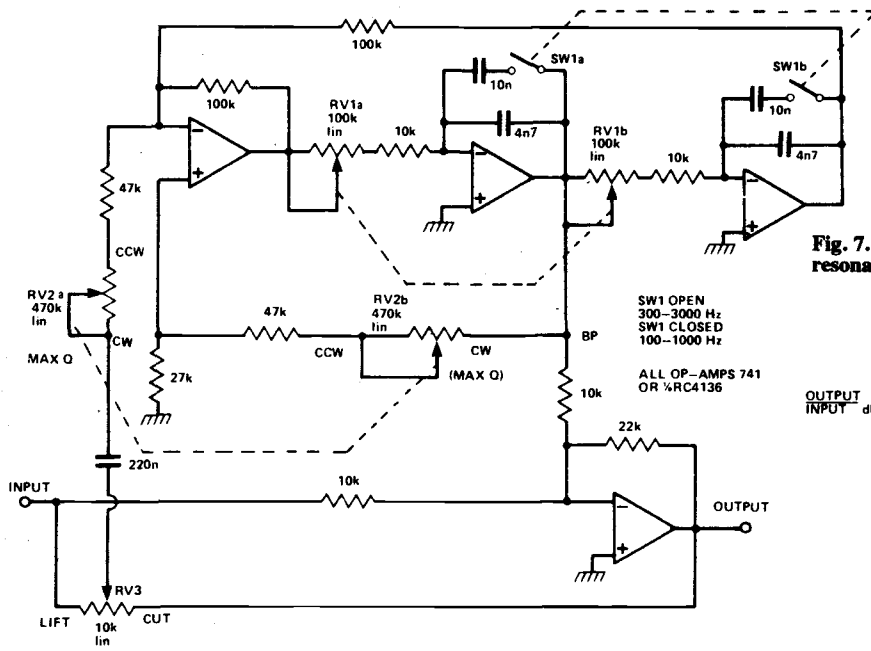 100k
100k
SW1a
10n
4n7
RV1a
100k
lin
10k
RV1b
100k
lin
10k
SW1b
10n
4n7
−
+
−
+
−
+
47k
CCW
RV2a
470k
lin
CW
MAX Q
27k
47k
RV2b
470k
lin
CCW
CW
(MAX Q)
BP
10k
22k
Fig. 7.
resona
SW1 OPEN
300–3000 Hz
SW1 CLOSED
100–1000 Hz
ALL OP–AMPS 741
OR ¼RC4136
OUTPUT
INPUT d
220n
INPUT
10k
−
+
OUTPUT
RV3
LIFT
10k
lin
CUT